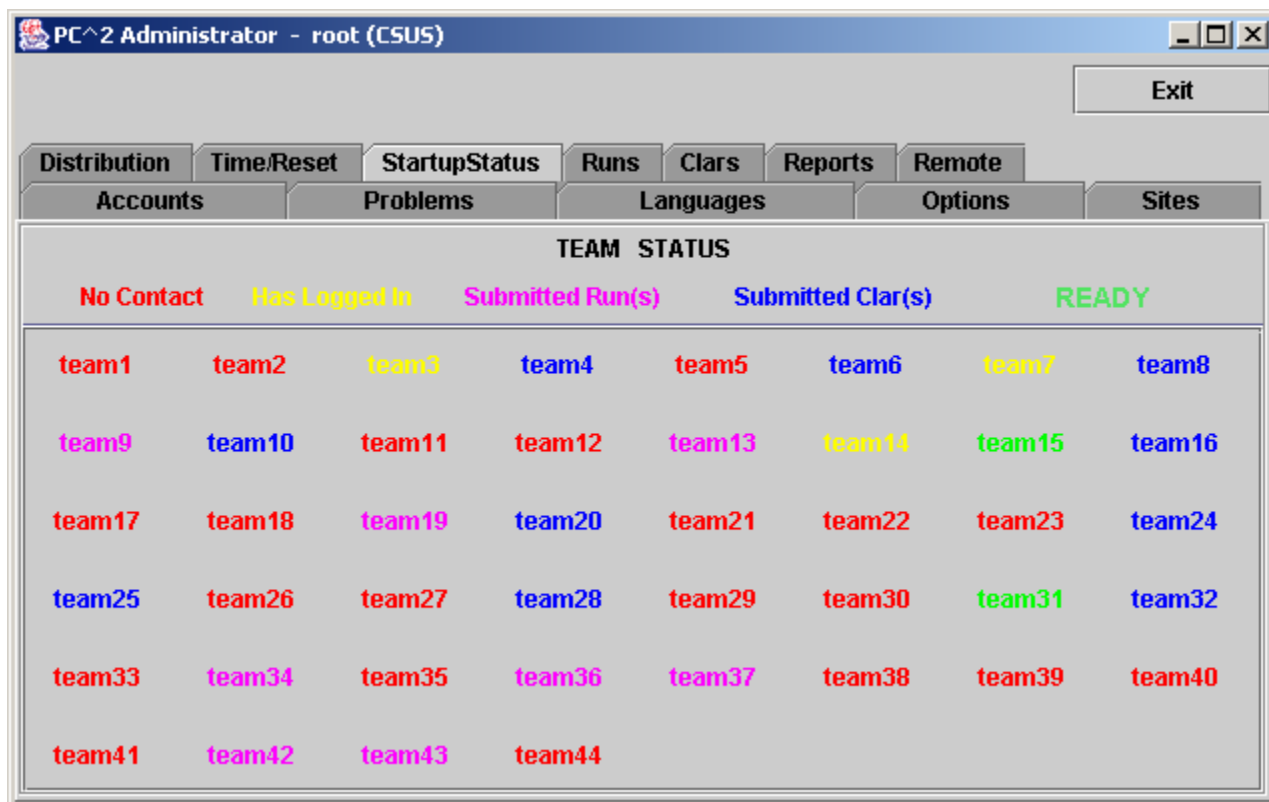 PC^2 Administrator - root (CSUS)
Exit
Distribution Time/Reset StartupStatus Runs Clars Reports Remote
Accounts Problems Languages Options Sites
TEAM STATUS
No Contact Has Logged In Submitted Run(s) Submitted Clar(s) READY
team1 team2 team3 team4 team5 team6 team7 team8
team9 team10 team11 team12 team13 team14 team15 team16
team17 team18 team19 team20 team21 team22 team23 team24
team25 team26 team27 team28 team29 team30 team31 team32
team33 team34 team35 team36 team37 team38 team39 team40
team41 team42 team43 team44